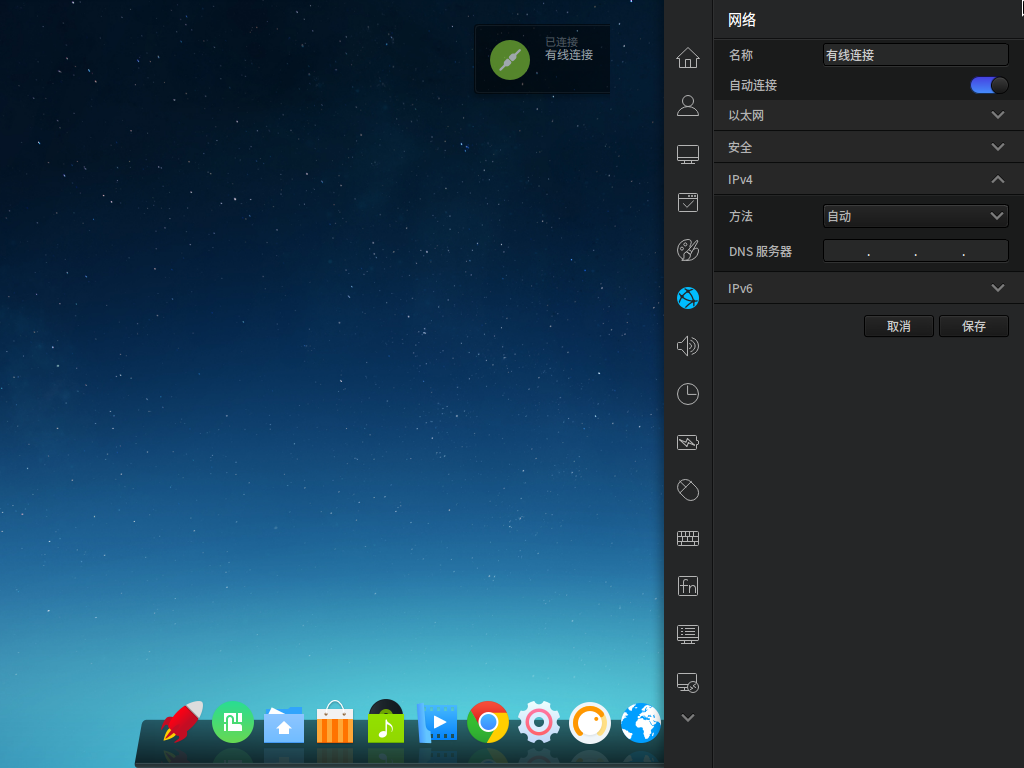 已连接
有线连接
网络
名称 有线连接
自动连接
以太网
安全
IPv4
方法 自动
DNS 服务器 . . .
IPv6
取消 保存
fn